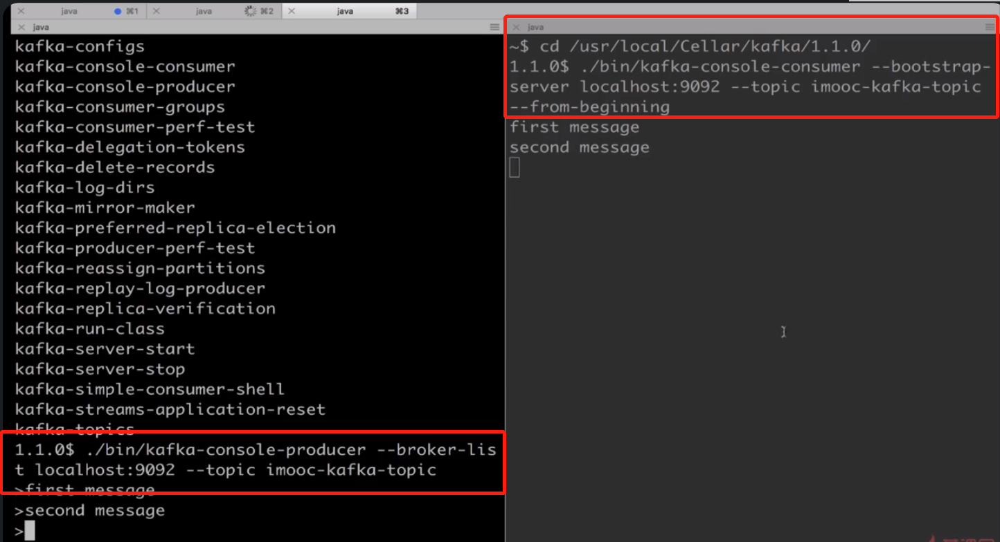 java ⌘1
java ⌘2
java ⌘3
java
kafka-configs
kafka-console-consumer
kafka-console-producer
kafka-consumer-groups
kafka-consumer-perf-test
kafka-delegation-tokens
kafka-delete-records
kafka-log-dirs
kafka-mirror-maker
kafka-preferred-replica-election
kafka-producer-perf-test
kafka-reassign-partitions
kafka-replay-log-producer
kafka-replica-verification
kafka-run-class
kafka-server-start
kafka-server-stop
kafka-simple-consumer-shell
kafka-streams-application-reset
kafka-topics
1.1.0$ ./bin/kafka-console-producer --broker-lis
t localhost:9092 --topic imooc-kafka-topic
>first message
>second message
>
java
~$ cd /usr/local/Cellar/kafka/1.1.0/
1.1.0$ ./bin/kafka-console-consumer --bootstrap-
server localhost:9092 --topic imooc-kafka-topic
--from-beginning
first message
second message